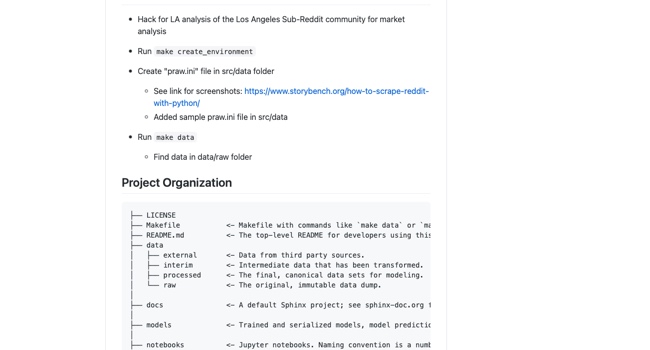 Hack for LA analysis of the Los Angeles Sub-Reddit community for market
analysis
Run make create_environment
Create "praw.ini" file in src/data folder
See link for screenshots: https://www.storybench.org/how-to-scrape-reddit-
with-python/
Added sample praw.ini file in src/data
Run make data
Find data in data/raw folder
Project Organization
├── LICENSE
├── Makefile <- Makefile with commands like `make data` or `ma
├── README.md <- The top-level README for developers using this
├── data
│   ├── external <- Data from third party sources.
│   ├── interim <- Intermediate data that has been transformed.
│   ├── processed <- The final, canonical data sets for modeling.
│   └── raw <- The original, immutable data dump.
│
├── docs <- A default Sphinx project; see sphinx-doc.org t
│
├── models <- Trained and serialized models, model predictio
│
├── notebooks <- Jupyter notebooks. Naming convention is a numb